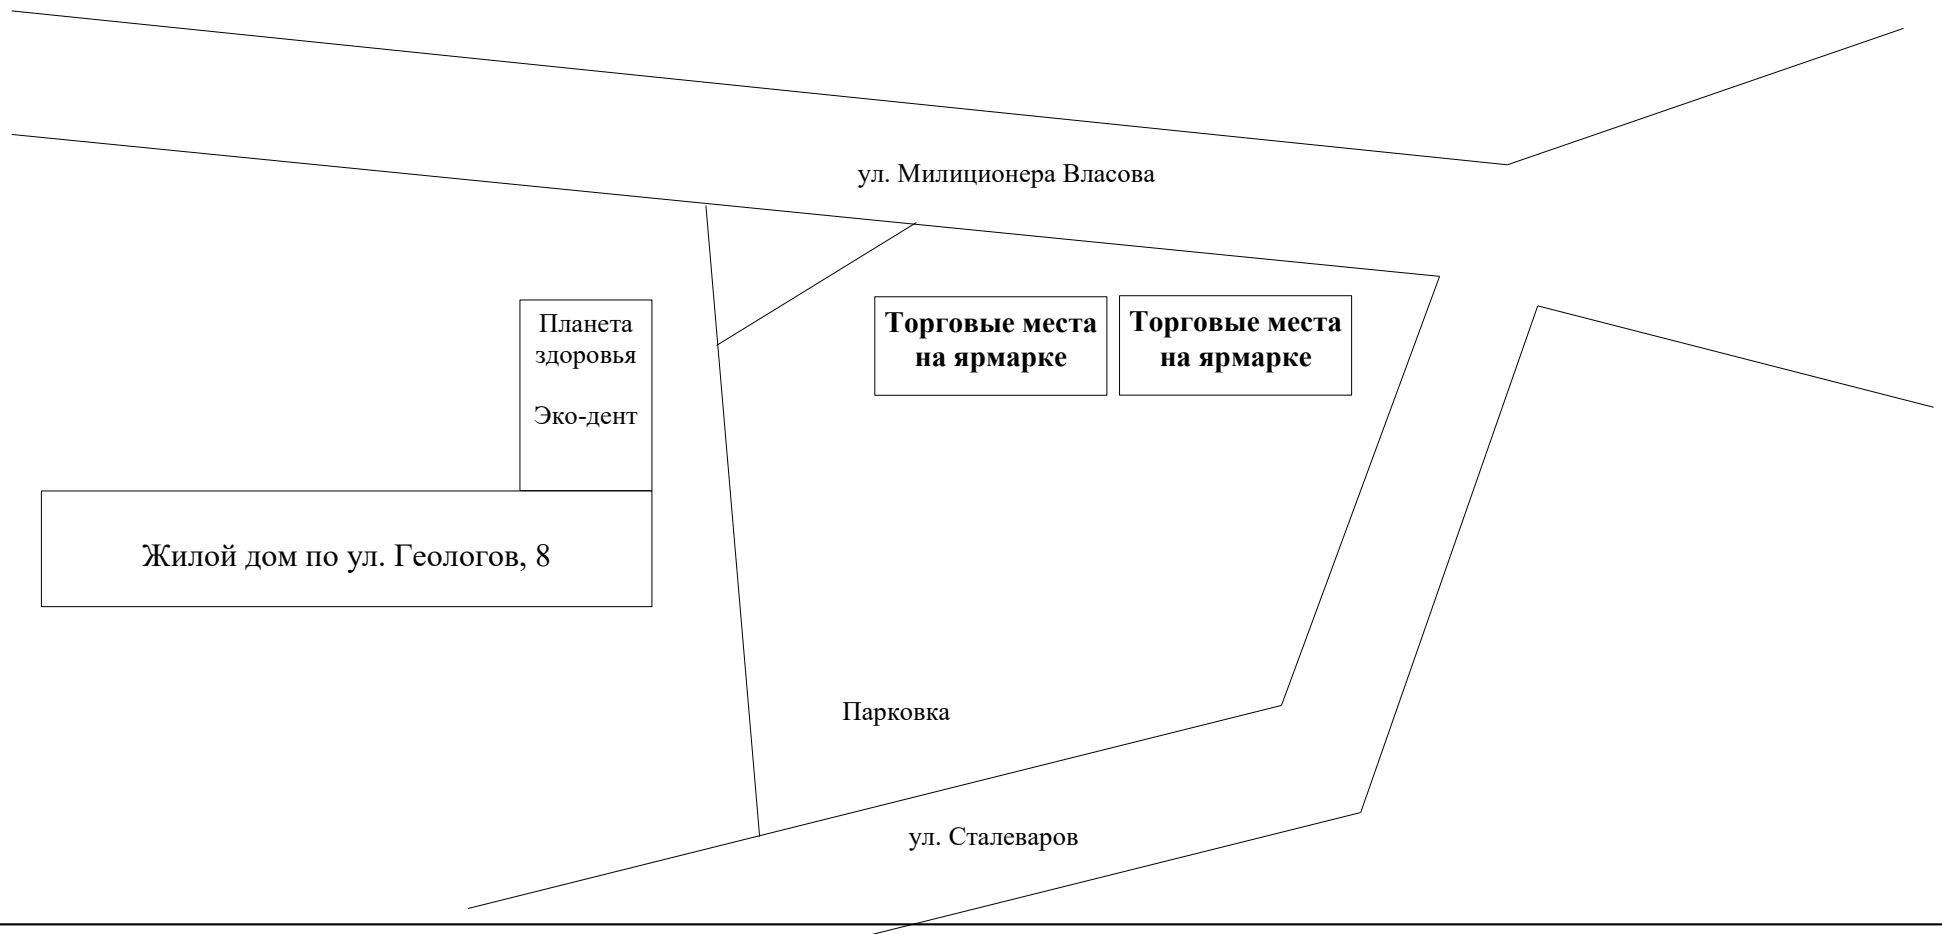 ул. Милиционера Власова
Планета
здоровья
Эко-дент
Торговые места
на ярмарке
Торговые места
на ярмарке
Жилой дом по ул. Геологов, 8
Парковка
ул. Сталеваров